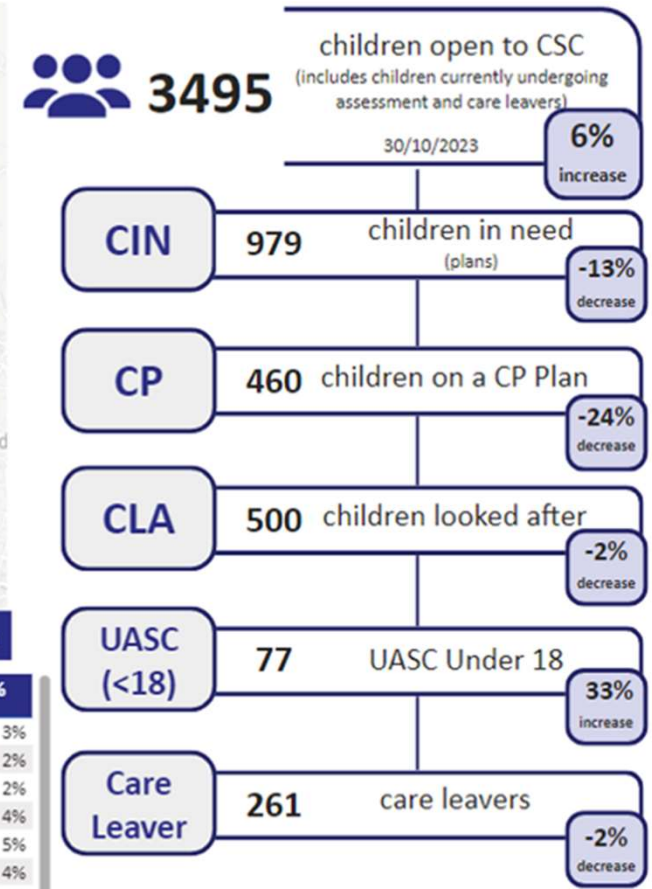 children open to CSC
3495
(includes children currently undergoing
assessment and care leavers)
30/10/2023
6%
increase
CIN
979
children in need
(plans)
-13%
decrease
CP
460 children on a CP Plan
-24%
decrease
CLA
500 children looked after
-2%
decrease
UASC
(<18)
77
UASC Under 18
33%
increase
Care
Leaver
261
care leavers
-2%
decrease
3%
2%
2%
4%
5%
4%